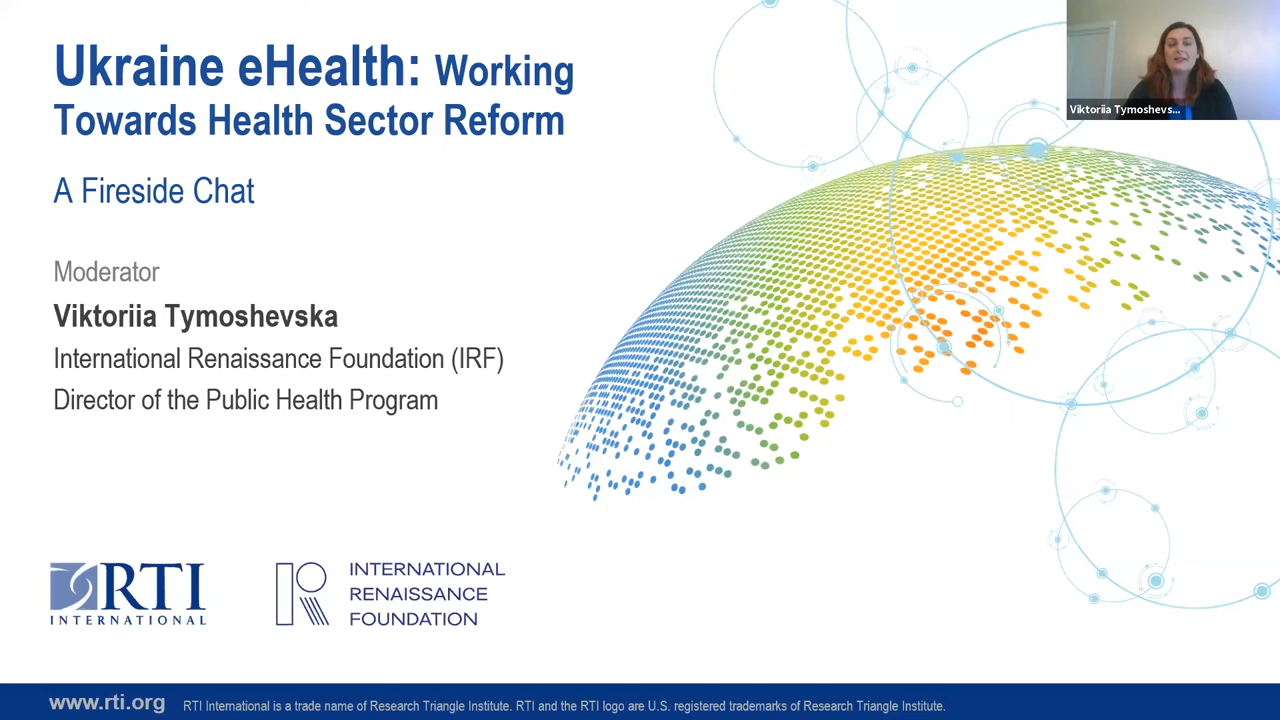 Ukraine eHealth: Working
Towards Health Sector Reform
A Fireside Chat
Moderator
Viktoriia Tymoshevska
International Renaissance Foundation (IRF)
Director of the Public Health Program
Viktoriia Tymoshevs...
RTI
INTERNATIONAL
INTERNATIONAL
RENAISSANCE
FOUNDATION
www.rti.org
RTI International is a trade name of Research Triangle Institute. RTI and the RTI logo are U.S. registered trademarks of Research Triangle Institute.